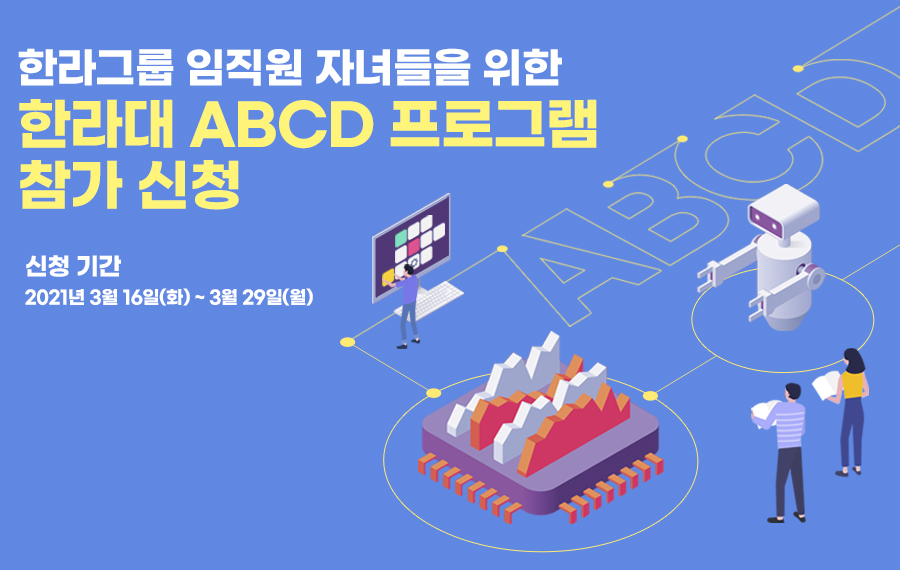 한라그룹 임직원 자녀들을 위한
한라대 ABCD 프로그램
참가 신청
신청 기간
2021년 3월 16일(화) ~ 3월 29일(월)
ABCD